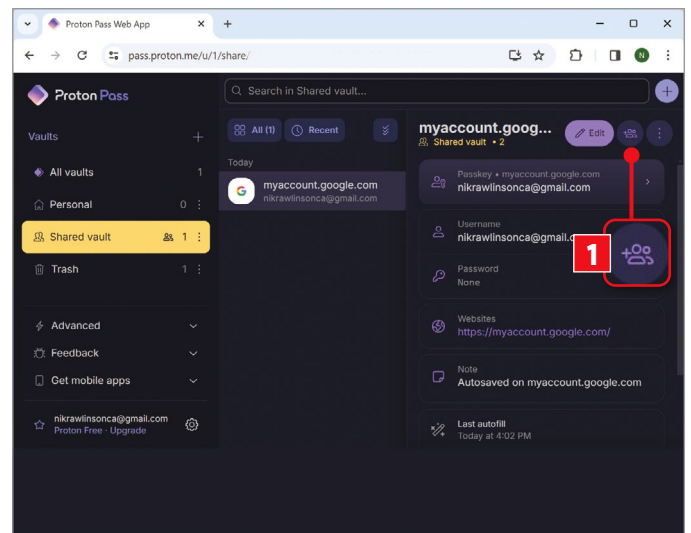 Proton Pass Web App
pass.proton.me/u/1/share/
N
Proton Pass
Search in Shared vault...
Vaults
All vaults 1
Personal 0
Shared vault 1
Trash 1
Advanced
Feedback
Get mobile apps
nikrawlinsonca@gmail.com
Proton Free · Upgrade
All (1) Recent
Today
G
myaccount.google.com
nikrawlinsonca@gmail.com
myaccount.goog... Edit
Shared vault • 2
Passkey • myaccount.google.com
nikrawlinsonca@gmail.com
Username
nikrawlinsonca@gmail.c
1
Password
None
Websites
https://myaccount.google.com/
Note
Autosaved on myaccount.google.com
Last autofill
Today at 4:02 PM